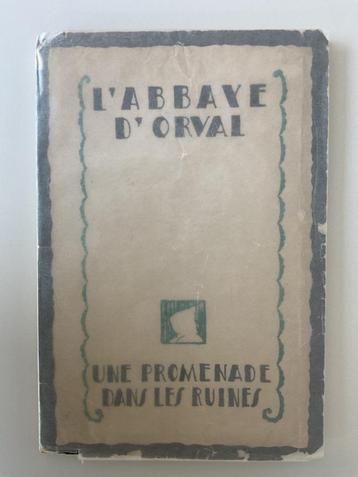 L'ABBAYE
D'ORVAL
UNE PROMENADE
DANS LES RUINES